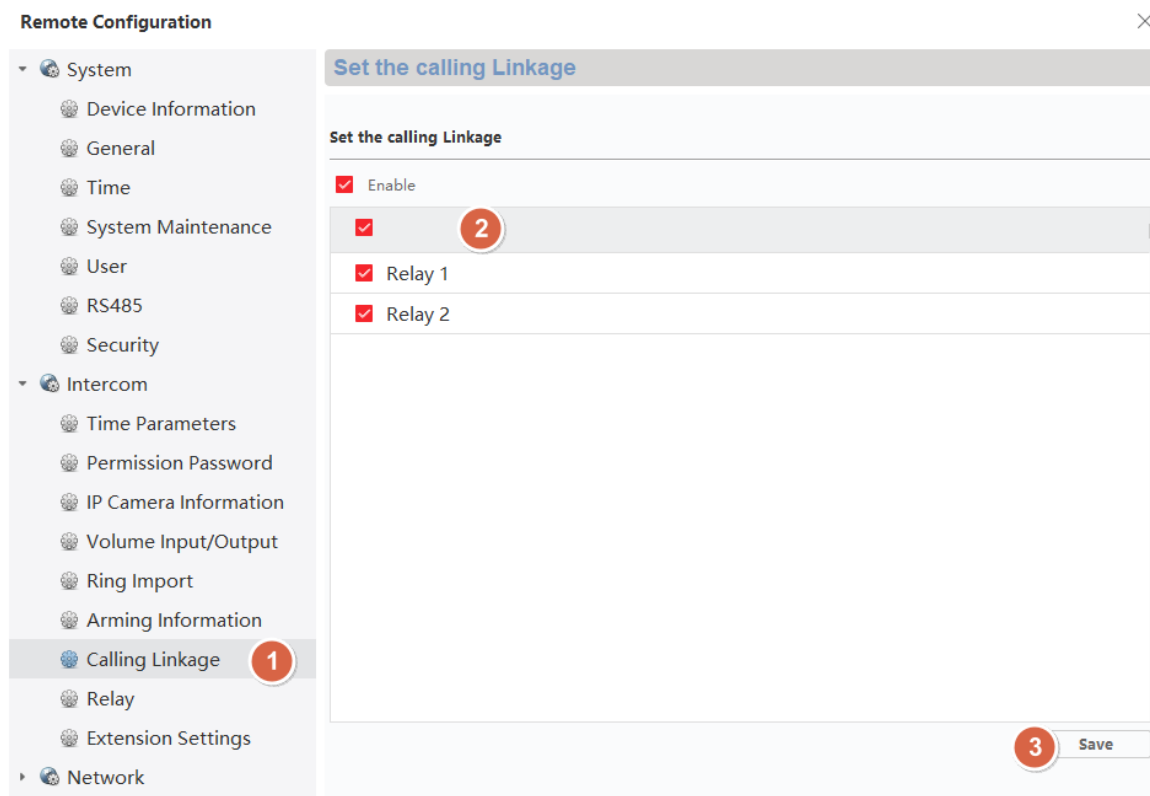 Remote Configuration
System
Device Information
General
Time
System Maintenance
User
RS485
Security
Intercom
Time Parameters
Permission Password
IP Camera Information
Volume Input/Output
Ring Import
Arming Information
Calling Linkage
1
Relay
Extension Settings
Network
Set the calling Linkage
Set the calling Linkage
Enable
2
Relay 1
Relay 2
3
Save